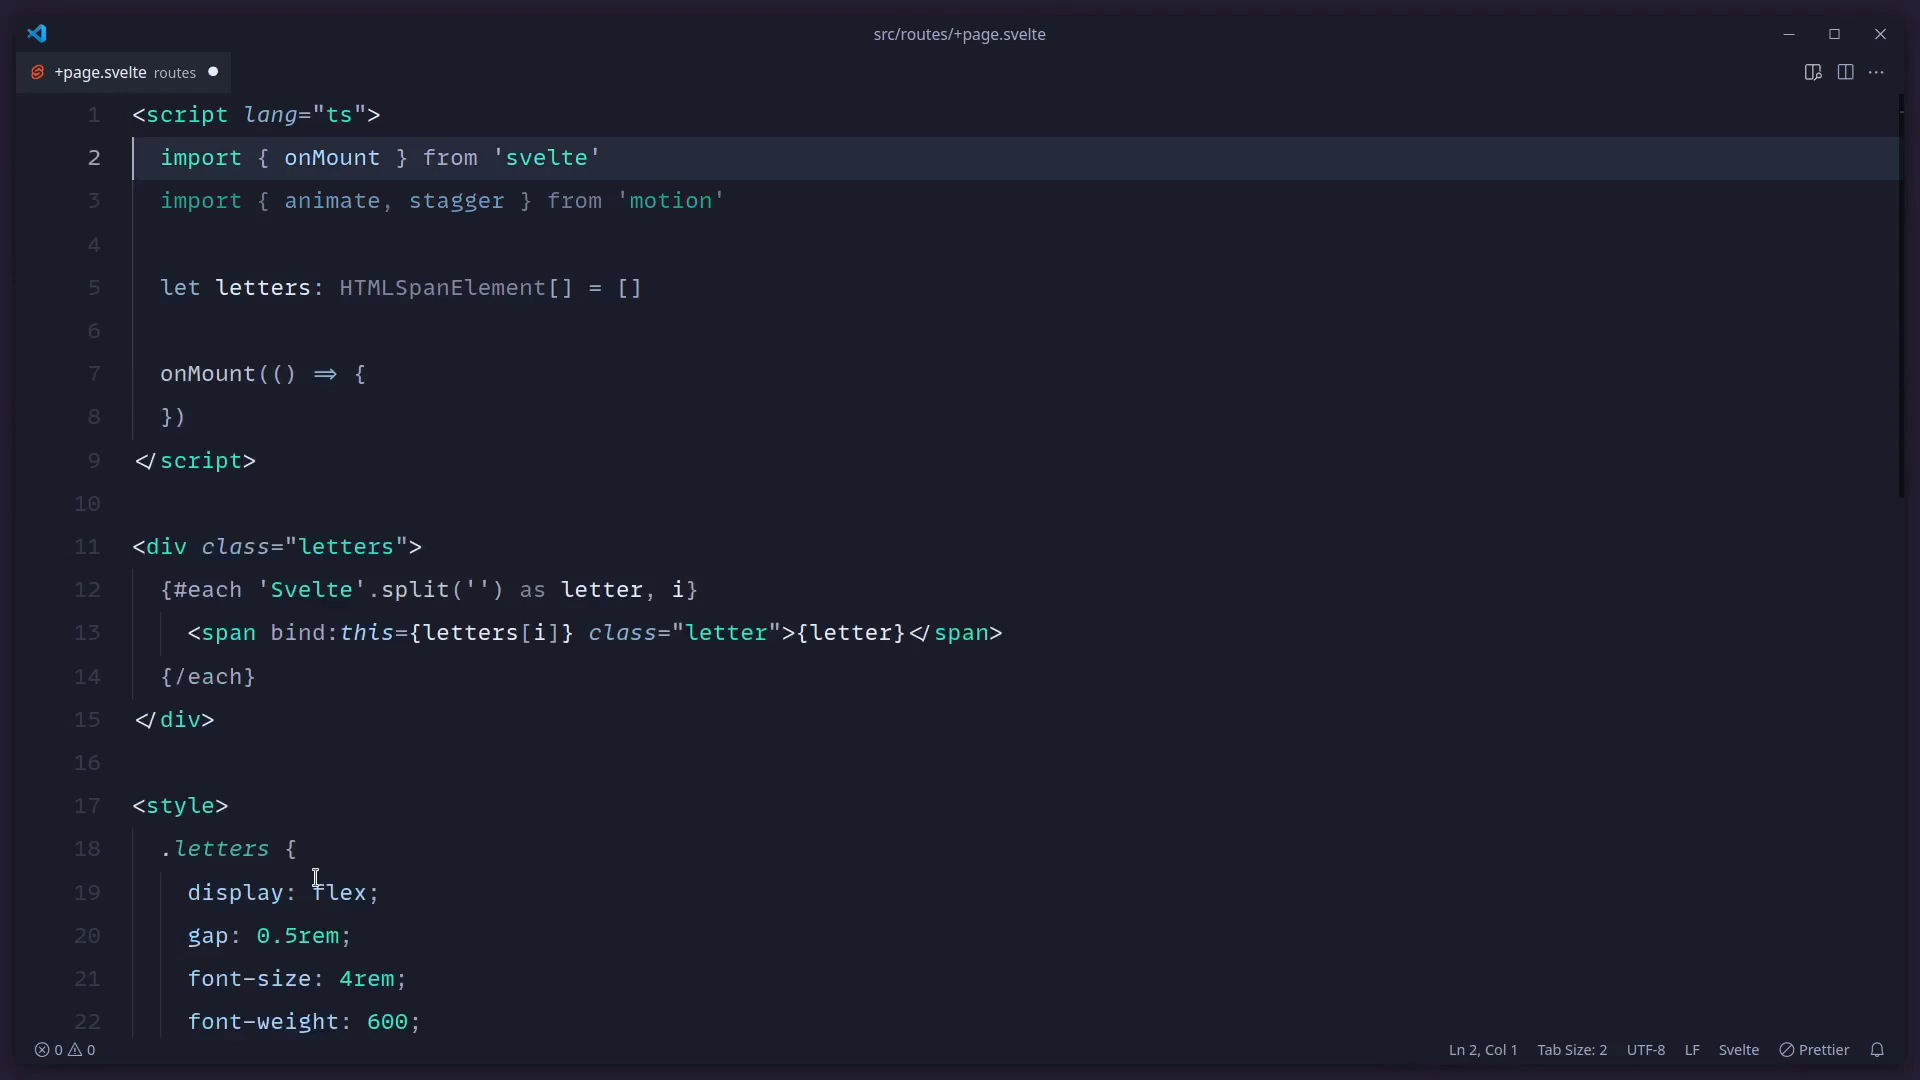 src/routes/+page.svelte
+page.svelte routes
1 <script lang="ts">
2 import { onMount } from 'svelte'
3 import { animate, stagger } from 'motion'
4
5 let letters: HTMLSpanElement[] = []
6
7 onMount(() => {
8 })
9 </script>
10
11 <div class="letters">
12 {#each 'Svelte'.split('') as letter, i}
13 <span bind:this={letters[i]} class="letter">{letter}</span>
14 {/each}
15 </div>
16
17 <style>
18 .letters {
19 display: flex;
20 gap: 0.5rem;
21 font-size: 4rem;
22 font-weight: 600;
0 0 Ln 2, Col 1 Tab Size: 2 UTF-8 LF Svelte Prettier